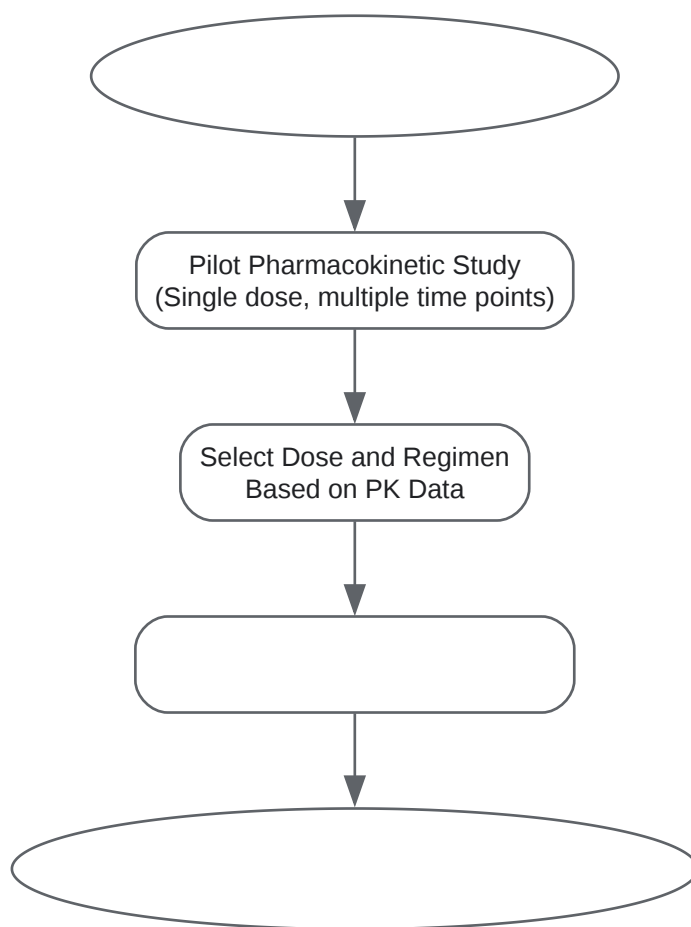 Pilot Pharmacokinetic Study
(Single dose, multiple time points)
Select Dose and Regimen
Based on PK Data